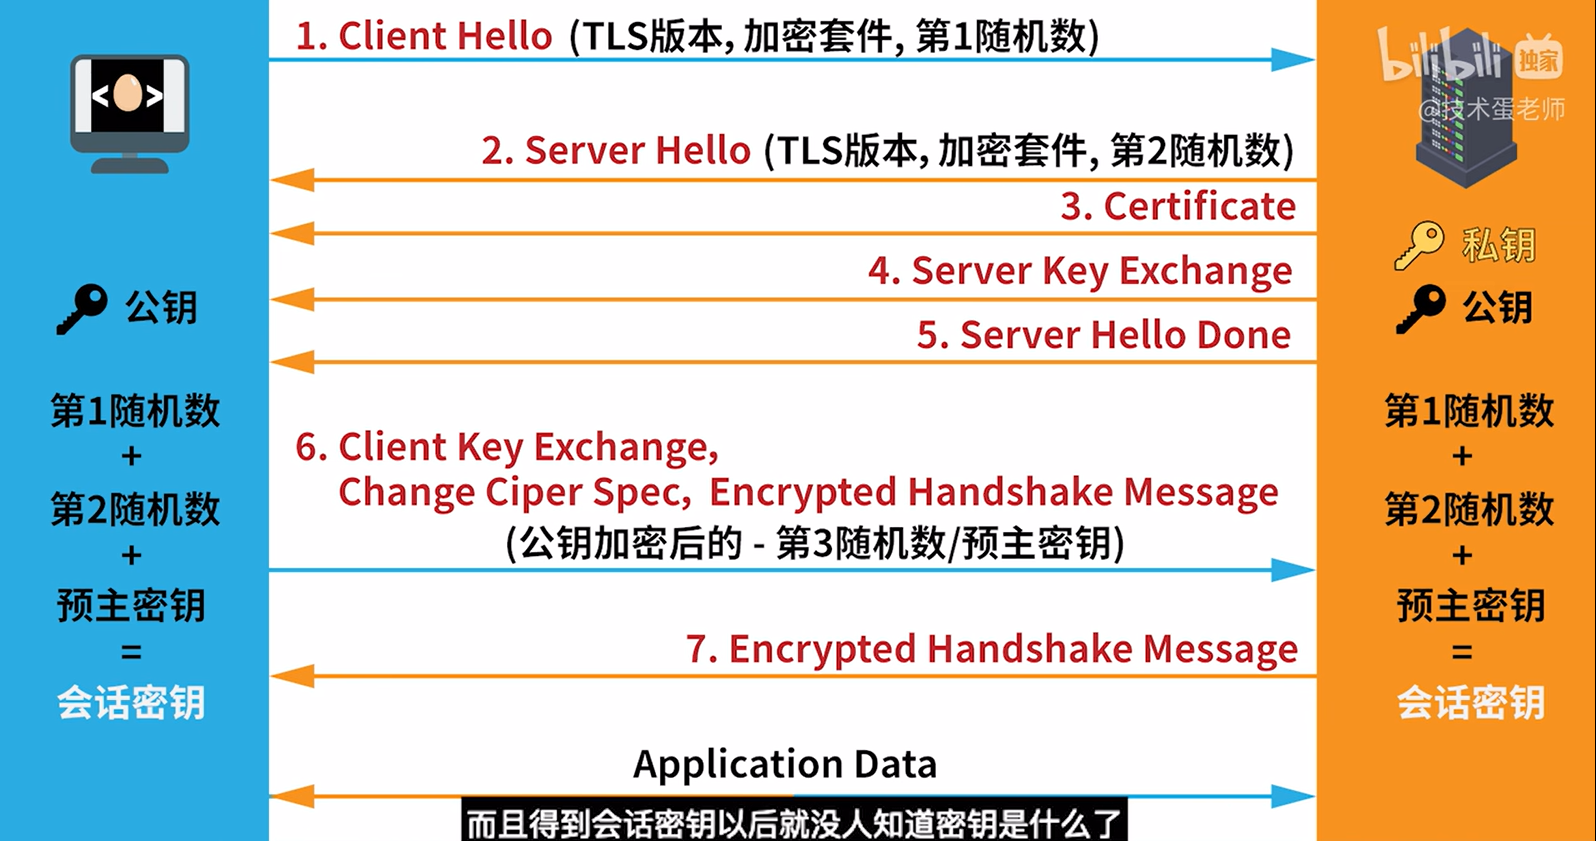 1. Client Hello (TLS版本, 加密套件, 第1随机数)
bilibili 独家
@技术蛋老师
< >
2. Server Hello (TLS版本, 加密套件, 第2随机数)
3. Certificate
私钥
4. Server Key Exchange
公钥
公钥
5. Server Hello Done
第1随机数
+
第2随机数
+
预主密钥
=
会话密钥
6. Client Key Exchange,
Change Ciper Spec, Encrypted Handshake Message
(公钥加密后的 - 第3随机数/预主密钥)
7. Encrypted Handshake Message
第1随机数
+
第2随机数
+
预主密钥
=
会话密钥
Application Data
而且得到会话密钥以后就没人知道密钥是什么了